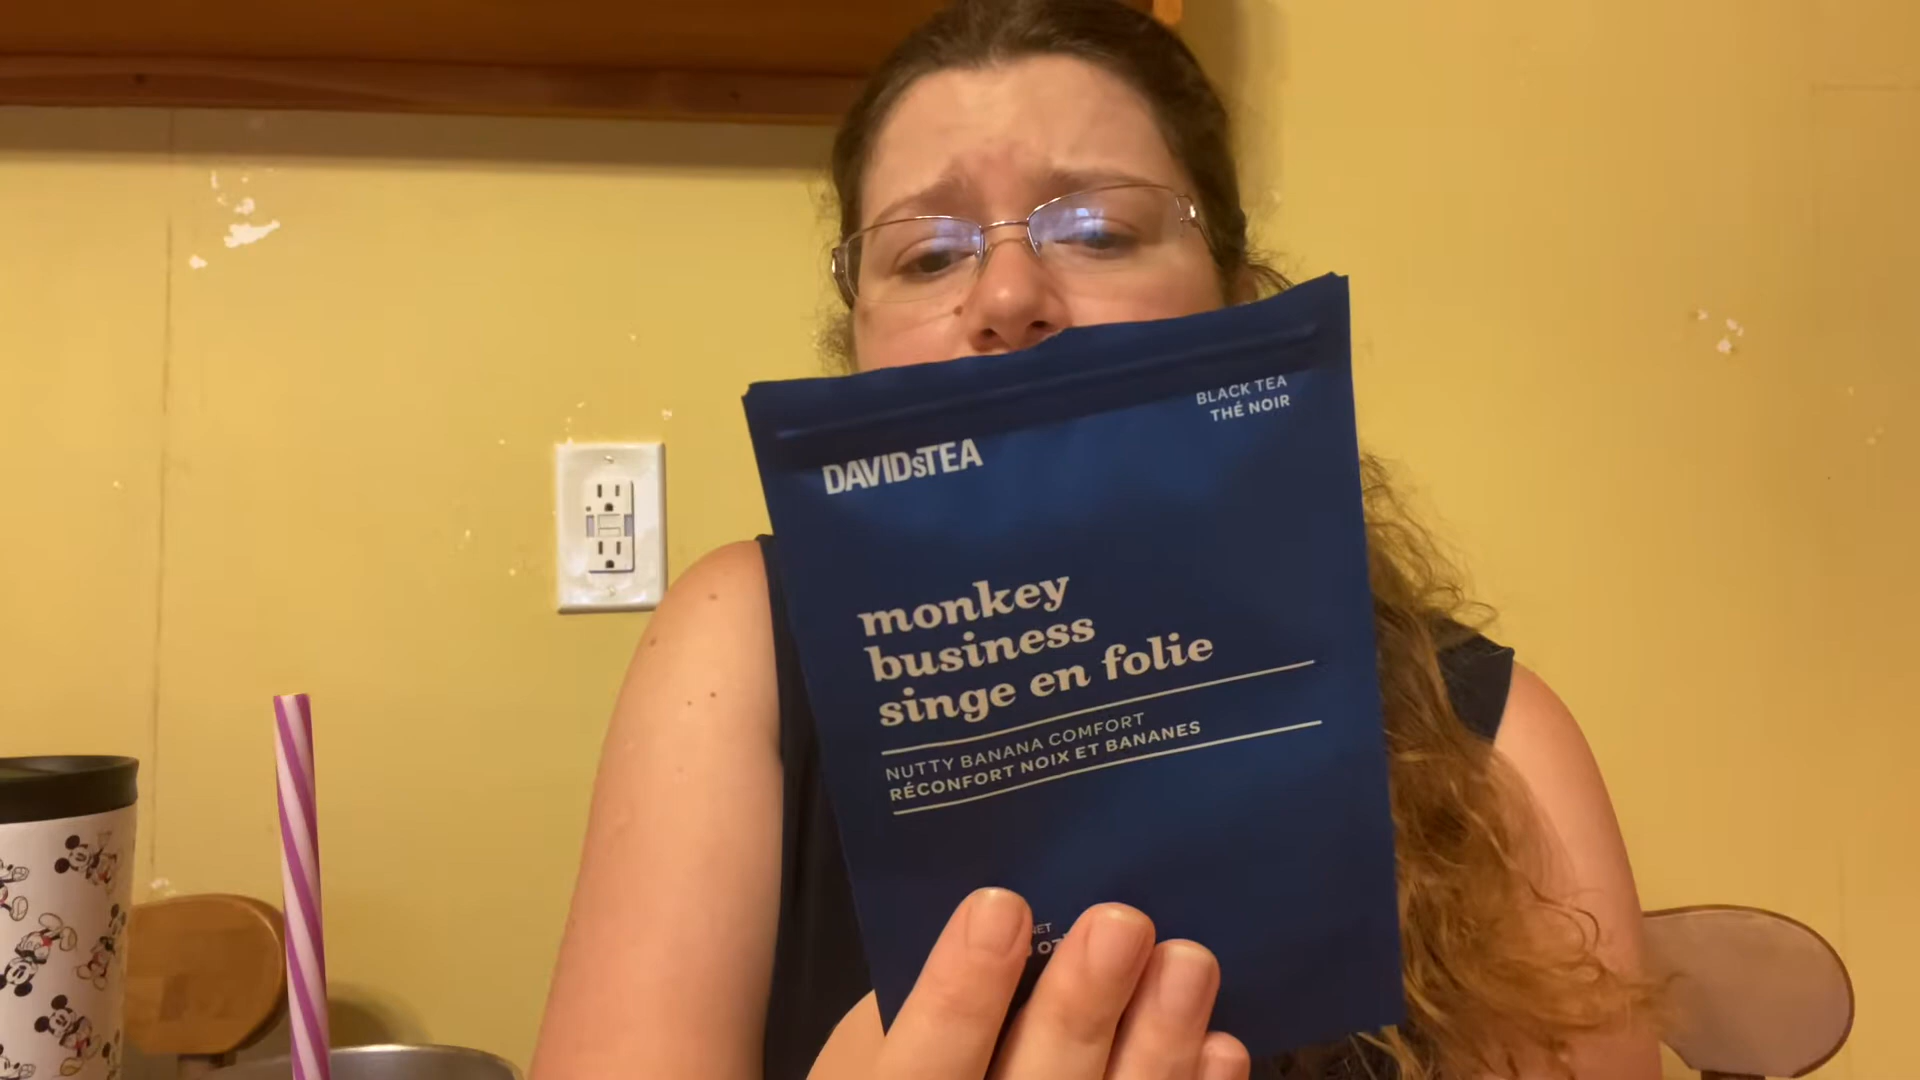 BLACK TEA
THÉ NOIR
DAVIDsTEA
monkey
business
singe en folie
NUTTY BANANA COMFORT
RÉCONFORT NOIX ET BANANES